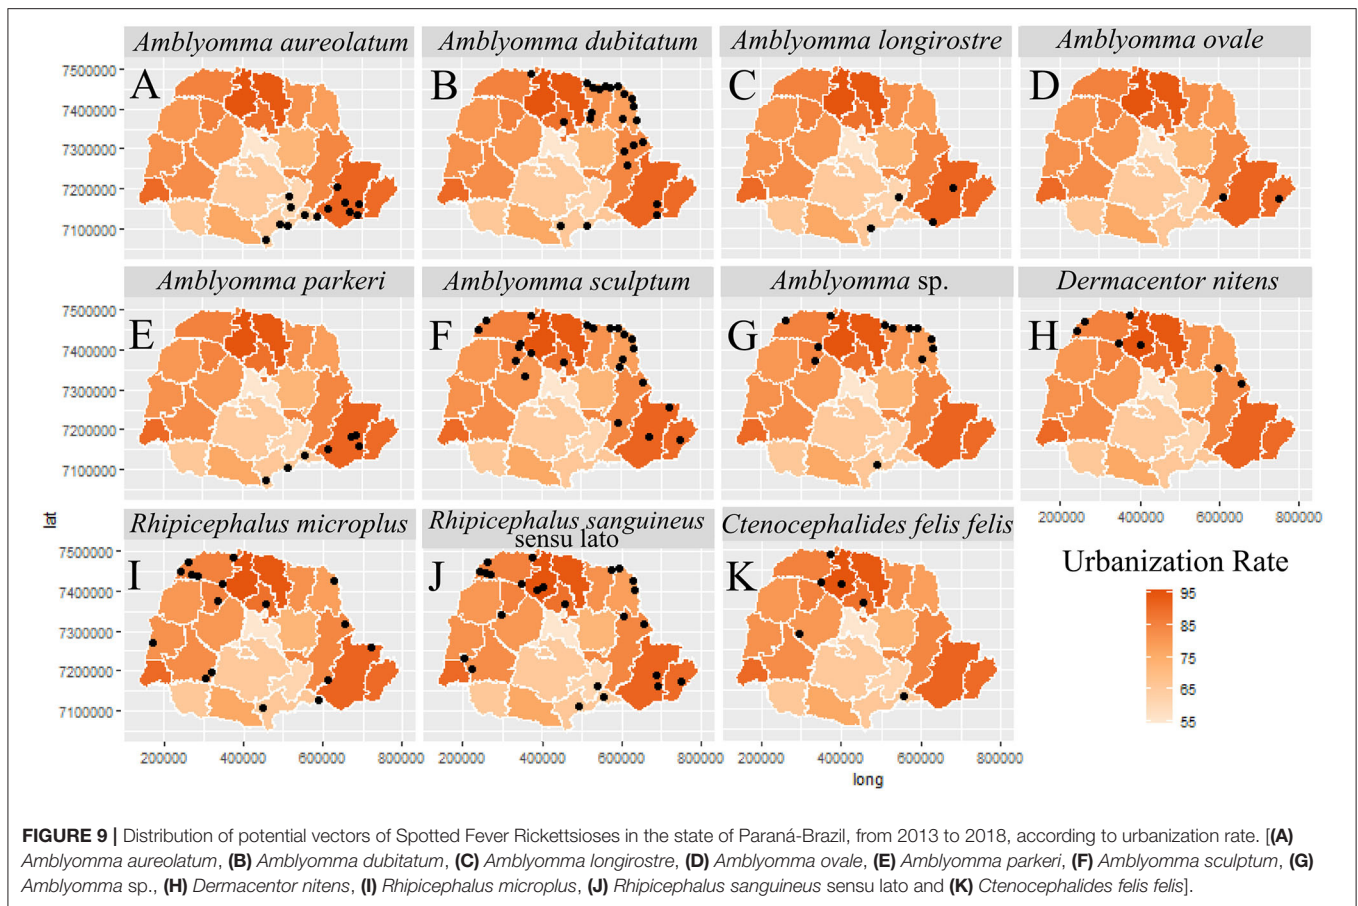 Amblyomma aureolatum Amblyomma dubitatum Amblyomma longirostre Amblyomma ovale
A B C D
7500000
7400000
7300000
7200000
7100000
Amblyomma parkeri Amblyomma sculptum Amblyomma sp. Dermacentor nitens
E F G H
7500000
7400000
7300000
7200000
7100000
200000 400000 600000 800000
lat
Rhipicephalus microplus Rhipicephalus sanguineus Ctenocephalides felis felis
sensu lato
I J K
7500000
7400000
7300000
7200000
7100000
200000 400000 600000 800000 200000 400000 600000 800000 200000 400000 600000 800000
long
Urbanization Rate
95
85
75
65
55
FIGURE 9 | Distribution of potential vectors of Spotted Fever Rickettsioses in the state of Paraná-Brazil, from 2013 to 2018, according to urbanization rate. [(A)
Amblyomma aureolatum, (B) Amblyomma dubitatum, (C) Amblyomma longirostre, (D) Amblyomma ovale, (E) Amblyomma parkeri, (F) Amblyomma sculptum, (G)
Amblyomma sp., (H) Dermacentor nitens, (I) Rhipicephalus microplus, (J) Rhipicephalus sanguineus sensu lato and (K) Ctenocephalides felis felis].